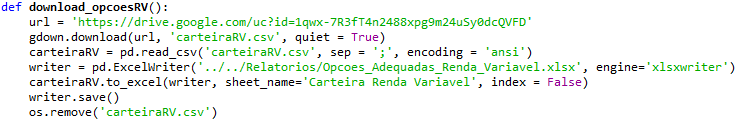 def download_opcoesRV():
url = 'https://drive.google.com/uc?id=1qwx-7R3fT4n2488xpg9m24uSy0dcQVFD'
gdown.download(url, 'carteiraRV.csv', quiet = True)
carteiraRV = pd.read_csv('carteiraRV.csv', sep = ';', encoding = 'ansi')
writer = pd.ExcelWriter('../../Relatorios/Opcoes_Adequadas_Renda_Variavel.xlsx', engine='xlsxwriter')
carteiraRV.to_excel(writer, sheet_name='Carteira Renda Variavel', index = False)
writer.save()
os.remove('carteiraRV.csv')